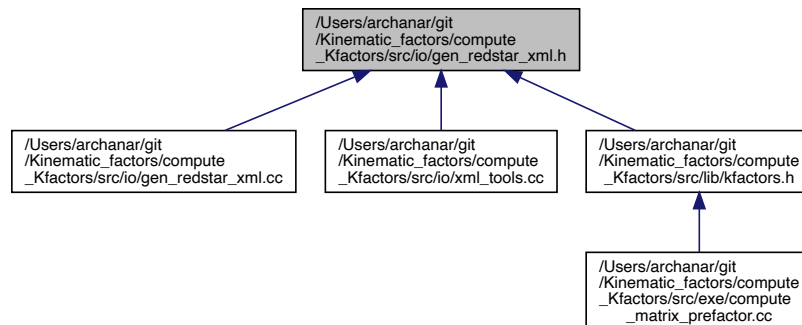 /Users/archanar/git
/Kinematic_factors/compute
_Kfactors/src/io/gen_redstar_xml.h
/Users/archanar/git
/Kinematic_factors/compute
_Kfactors/src/io/gen_redstar_xml.cc
/Users/archanar/git
/Kinematic_factors/compute
_Kfactors/src/io/xml_tools.cc
/Users/archanar/git
/Kinematic_factors/compute
_Kfactors/src/lib/kfactors.h
/Users/archanar/git
/Kinematic_factors/compute
_Kfactors/src/exe/compute
_matrix_prefactor.cc